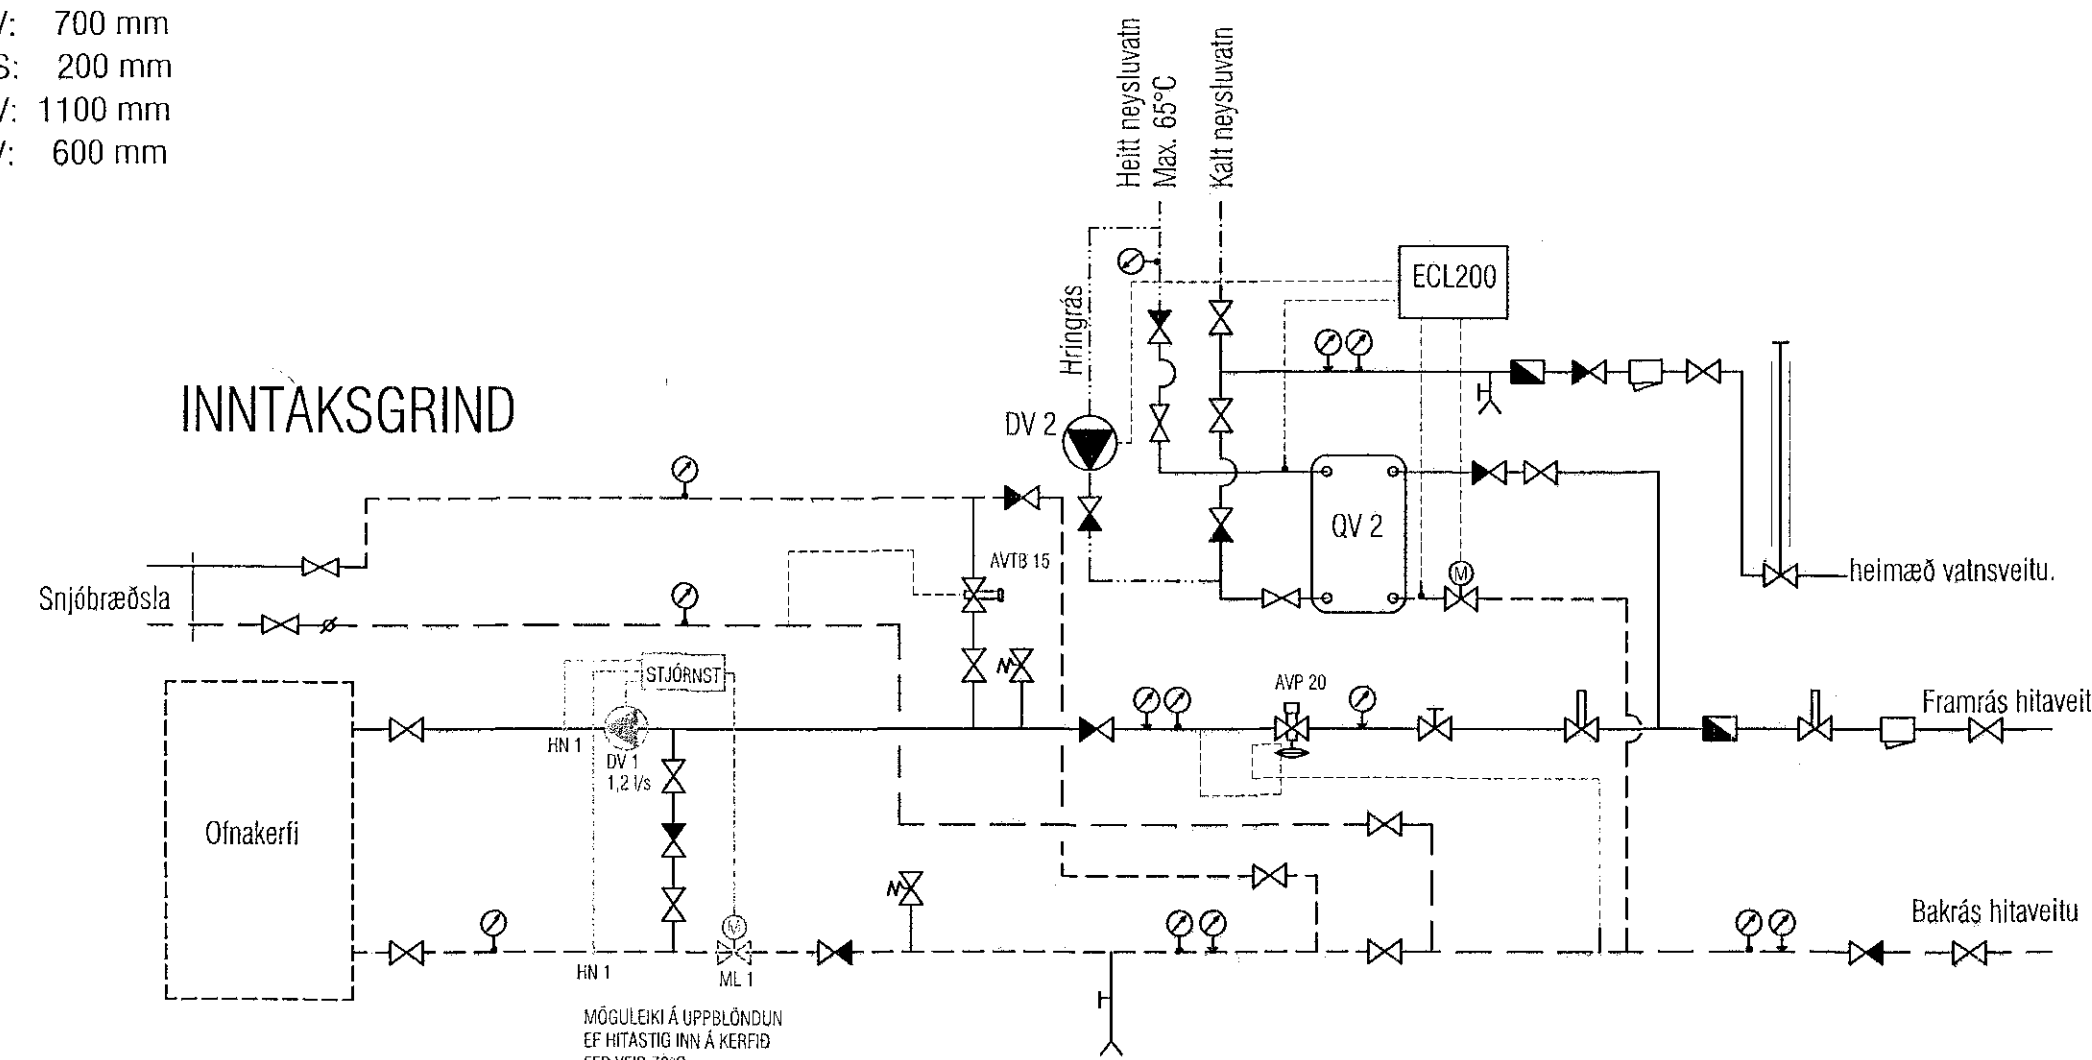 700 mm
200 mm
1100 mm
600 mm
Heitt neysluvatn
Max. 65°C
Kalt neysluvatn
ECL200
Hringrás
INNTAKSGRIND
DV 2
QV 2
AVTB 15
M
heimæð vatnsveitu.
Snjóbræðsla
STJÓRNST
AVP 20
Framrás hitaveit
HN 1
DV 1
1,2 l/s
Ofnakerfi
Bakrás hitaveitu
M
HN 1
ML 1
MÖGULEIKI Á UPPBLÖNDUN
EF HITASTIG INN Á KERFIÐ